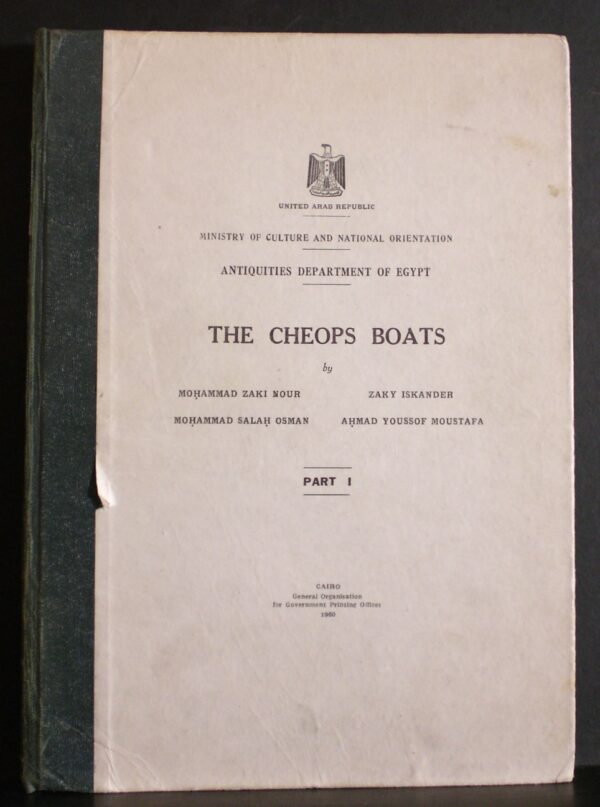 UNITED ARAB REPUBLIC
MINISTRY OF CULTURE AND NATIONAL ORIENTATION
ANTIQUITIES DEPARTMENT OF EGYPT
THE CHEOPS BOATS
by
MOḤAMMAD ZAKI NOUR ZAKY ISKANDER
MOḤAMMAD SALAḤ OSMAN AḤMAD YOUSSOF MOUSTAFA
PART I
CAIRO
General Organisation
for Government Printing Offices
1960